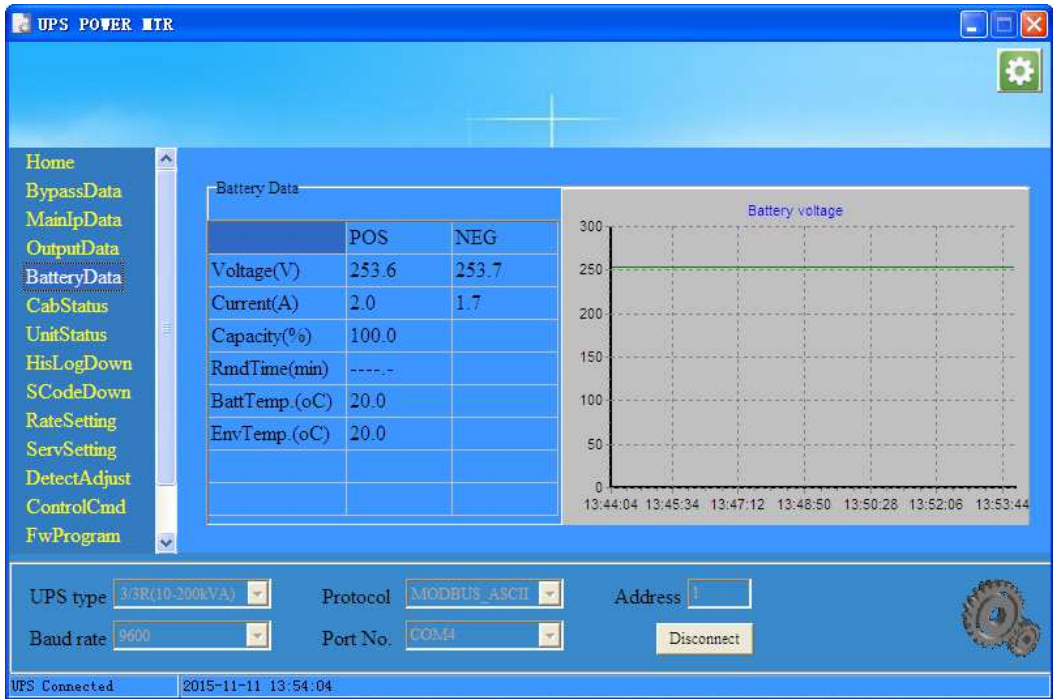 UPS POWER MTR
Home
BypassData
MainIpData
OutputData
BatteryData
CabStatus
UnitStatus
HisLogDown
SCodeDown
RateSetting
ServSetting
DetectAdjust
ControlCmd
FwProgram
Battery Data
POS NEG
Voltage(V) 253.6 253.7
Current(A) 2.0 1.7
Capacity(%) 100.0
RmdTime(min) ----.-
BattTemp.(oC) 20.0
EnvTemp.(oC) 20.0
Battery voltage
300
250
200
150
100
50
0
13:44:04 13:45:34 13:47:12 13:48:50 13:50:28 13:52:06 13:53:44
UPS type 3/3R(10-200kVA) Protocol MODBUS_ASCII Address 1
Baud rate 9600 Port No. COM4 Disconnect
UPS Connected 2015-11-11 13:54:04